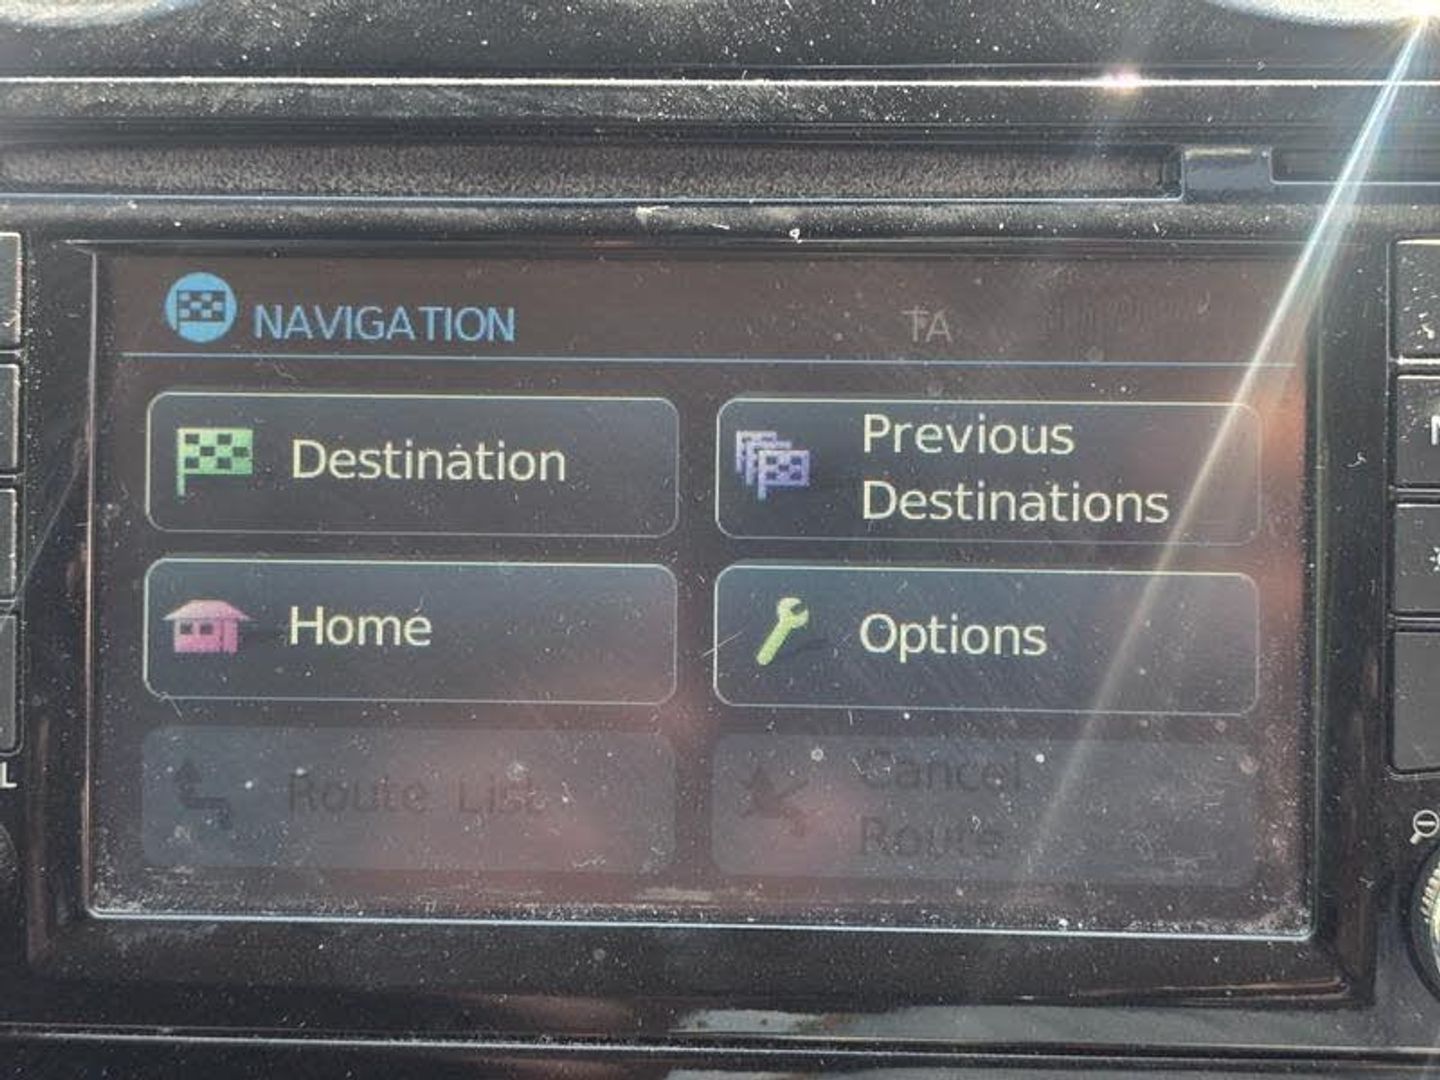 NAVIGATION
TA
Destination
Previous
Destinations
Home
Options
Route List
Cancel
Route
L